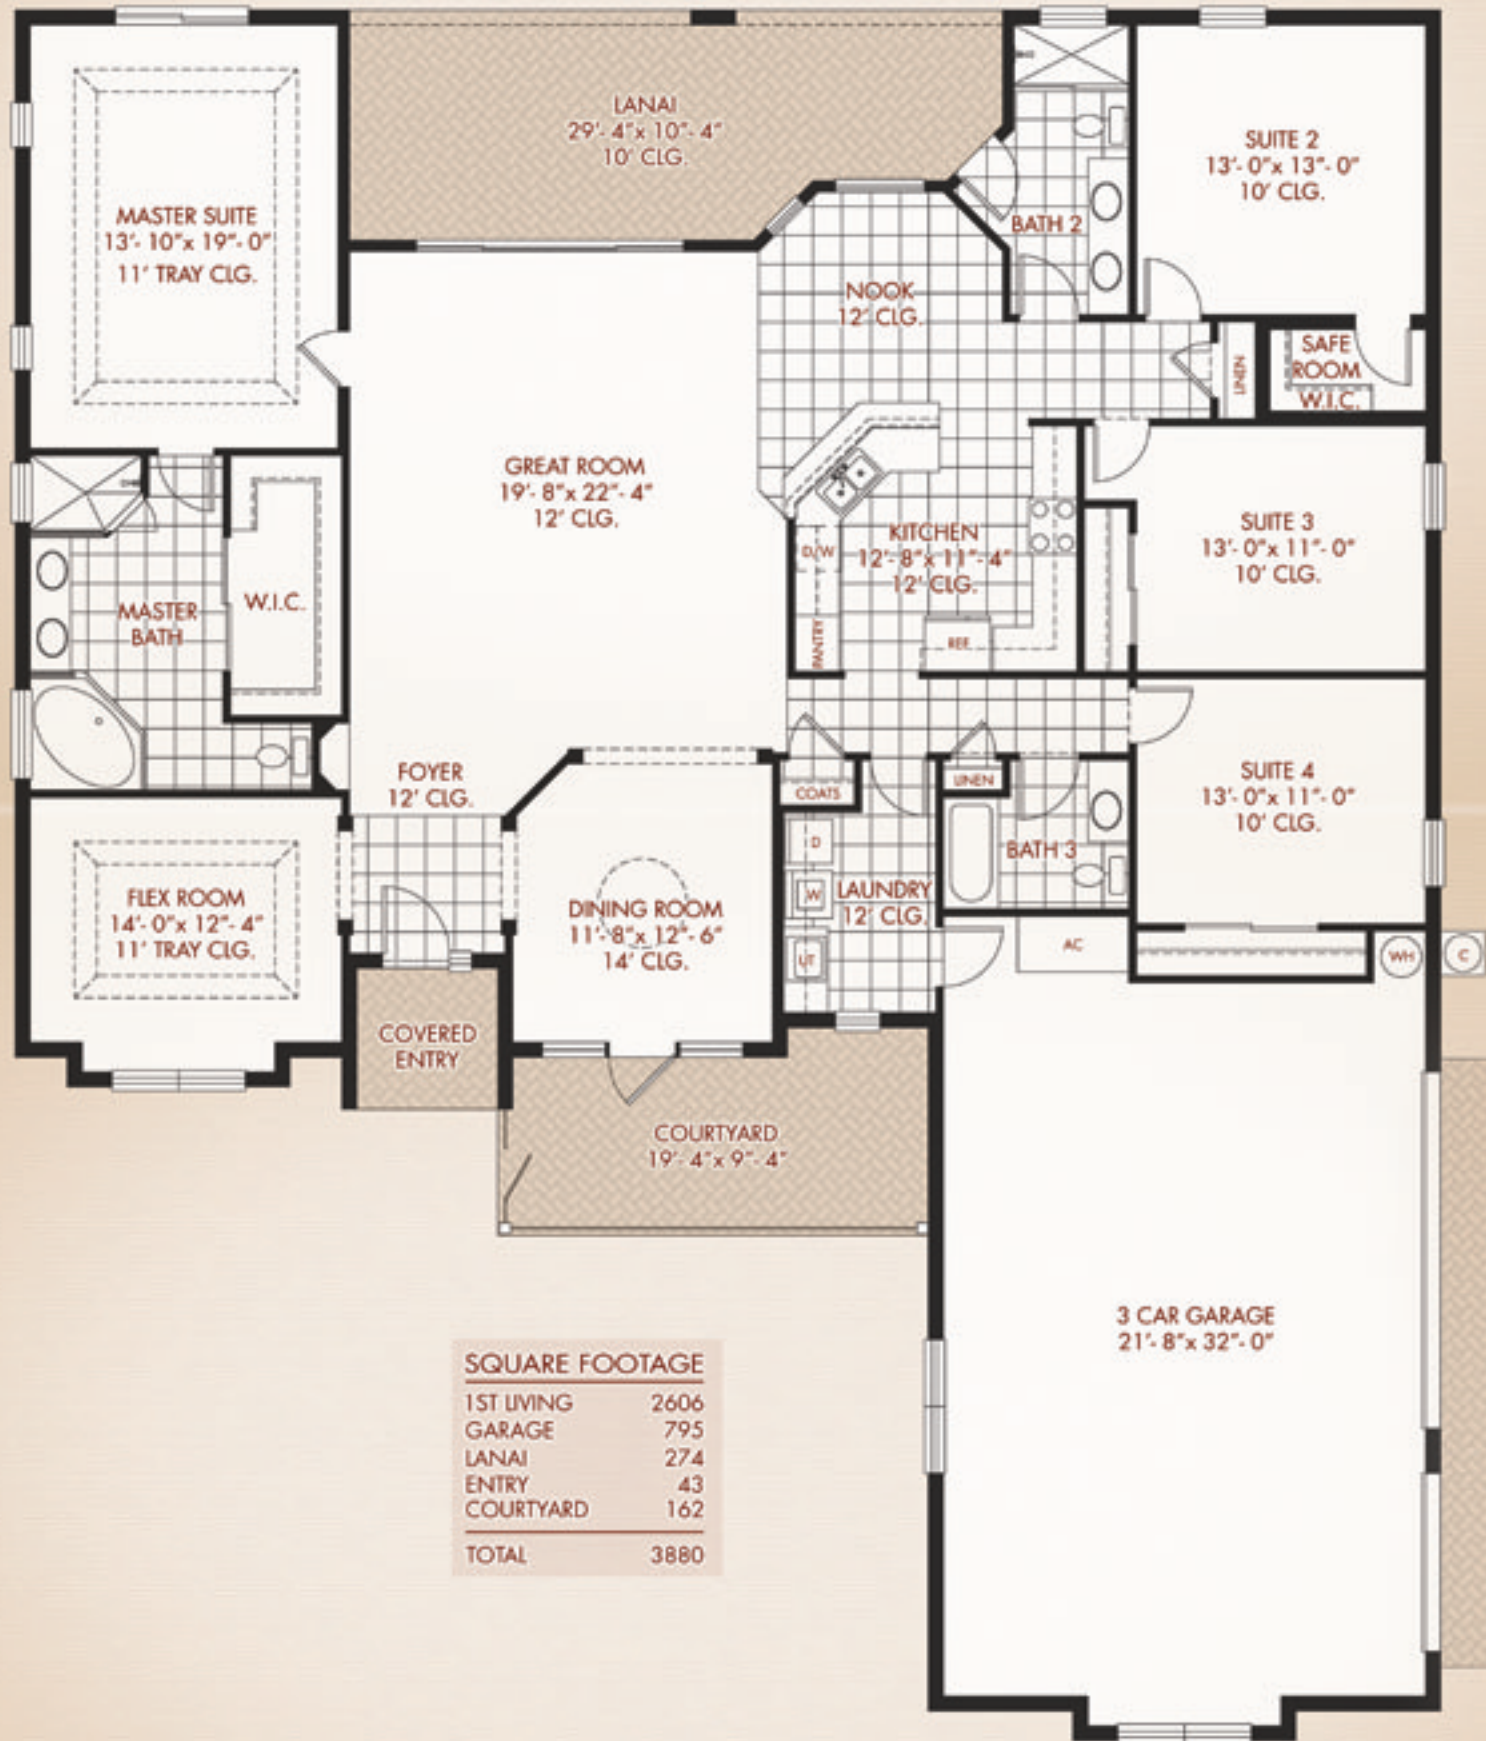 LANAI
29'- 4"x 10"- 4"
10' CLG.
SUITE 2
13'- 0"x 13"- 0"
10' CLG.
MASTER SUITE
13'- 10"x 19"- 0"
11' TRAY CLG.
BATH 2
NOOK
12' CLG.
SAFE
ROOM
W.I.C.
LINEN
GREAT ROOM
19'- 8"x 22"- 4"
12' CLG.
KITCHEN
12'- 8"x 11"- 4"
12' CLG.
D/W
PANTRY
REF
SUITE 3
13'- 0"x 11"- 0"
10' CLG.
MASTER
BATH
W.I.C.
FOYER
12' CLG.
COATS
LINEN
SUITE 4
13'- 0"x 11"- 0"
10' CLG.
BATH 3
FLEX ROOM
14'- 0"x 12"- 4"
11' TRAY CLG.
DINING ROOM
11'- 8"x 12"- 6"
14' CLG.
D
W
LT
LAUNDRY
12' CLG.
AC
WH
C
COVERED
ENTRY
COURTYARD
19'- 4"x 9"- 4"
3 CAR GARAGE
21'- 8"x 32"- 0"
SQUARE FOOTAGE
1ST LIVING 2606
GARAGE 795
LANAI 274
ENTRY 43
COURTYARD 162
TOTAL 3880